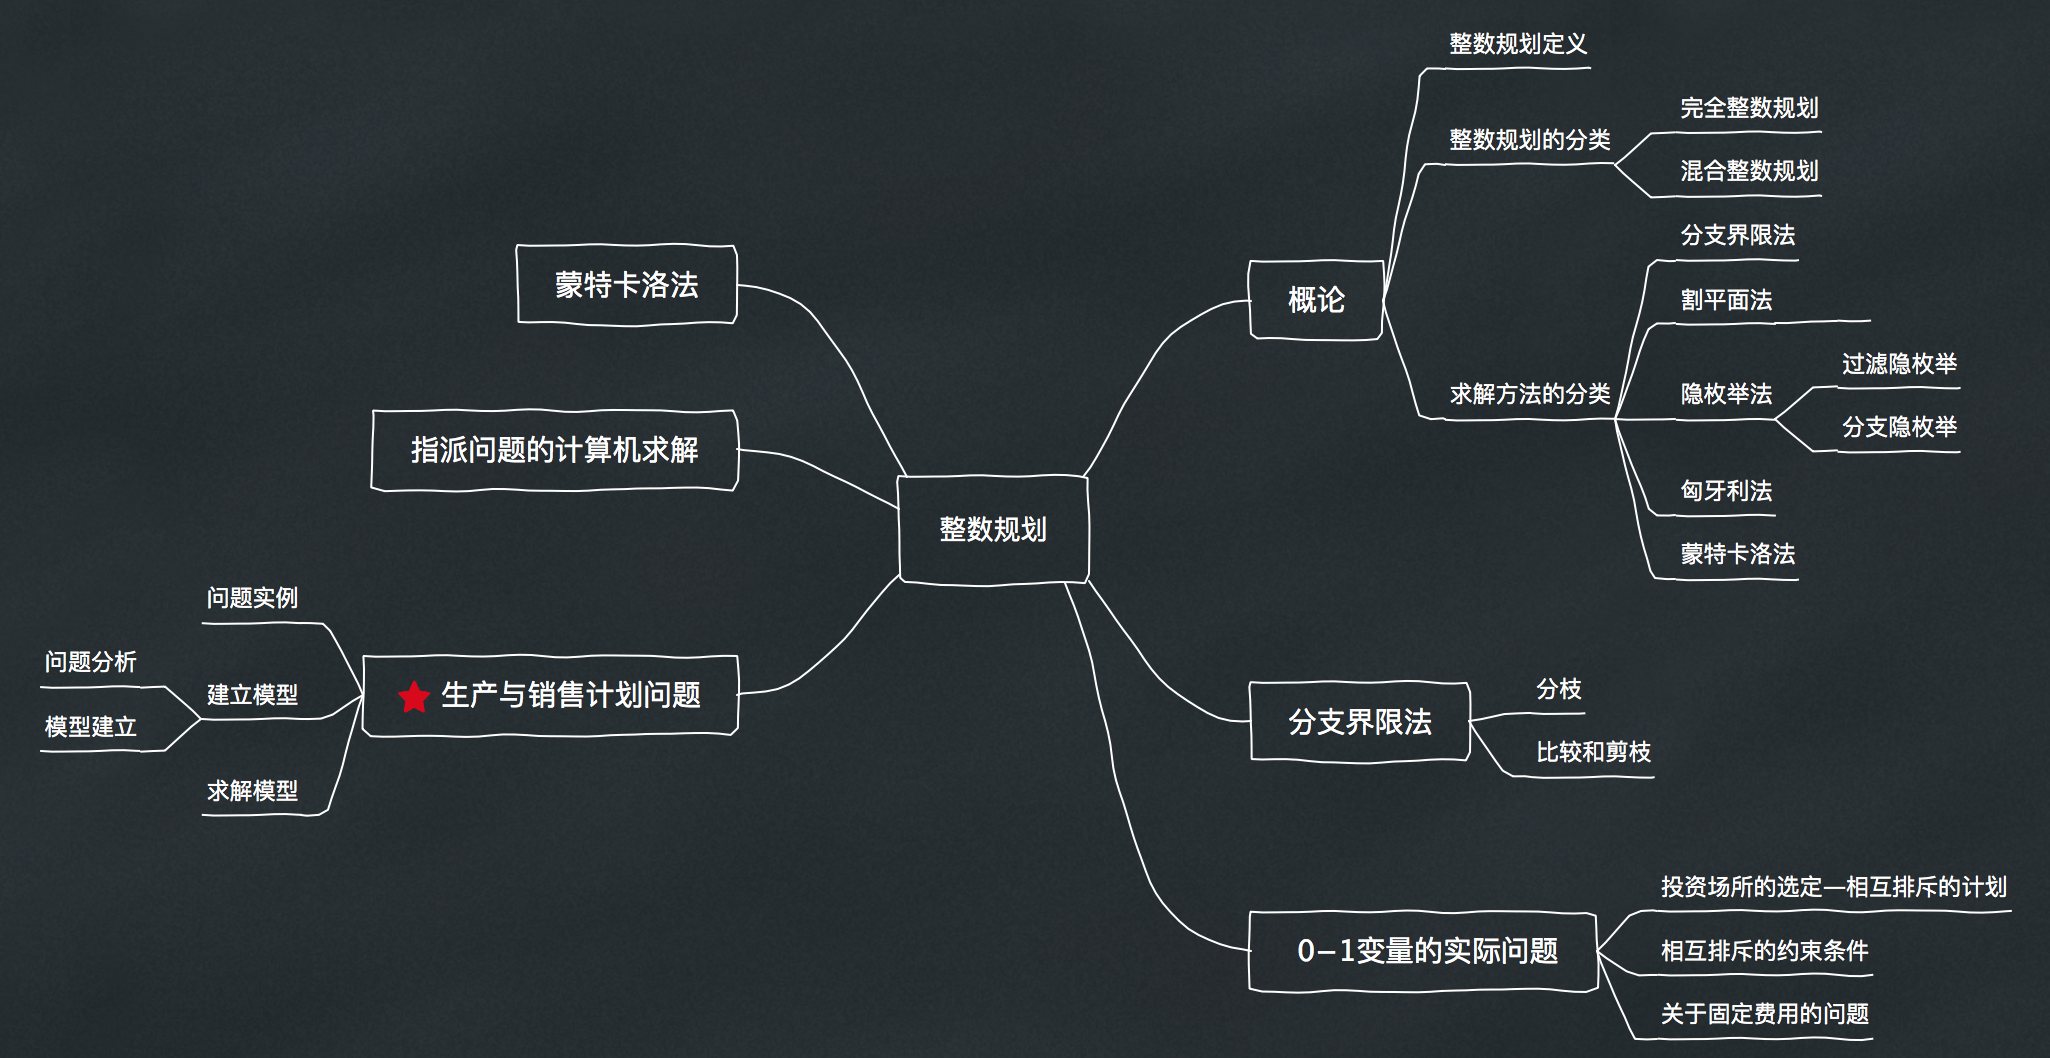 整数规划
概论
整数规划定义
整数规划的分类
完全整数规划
混合整数规划
求解方法的分类
分支界限法
割平面法
隐枚举法
过滤隐枚举
分支隐枚举
匈牙利法
蒙特卡洛法
分支界限法
分枝
比较和剪枝
0-1变量的实际问题
投资场所的选定—相互排斥的计划
相互排斥的约束条件
关于固定费用的问题
蒙特卡洛法
指派问题的计算机求解
生产与销售计划问题
问题实例
建立模型
问题分析
模型建立
求解模型